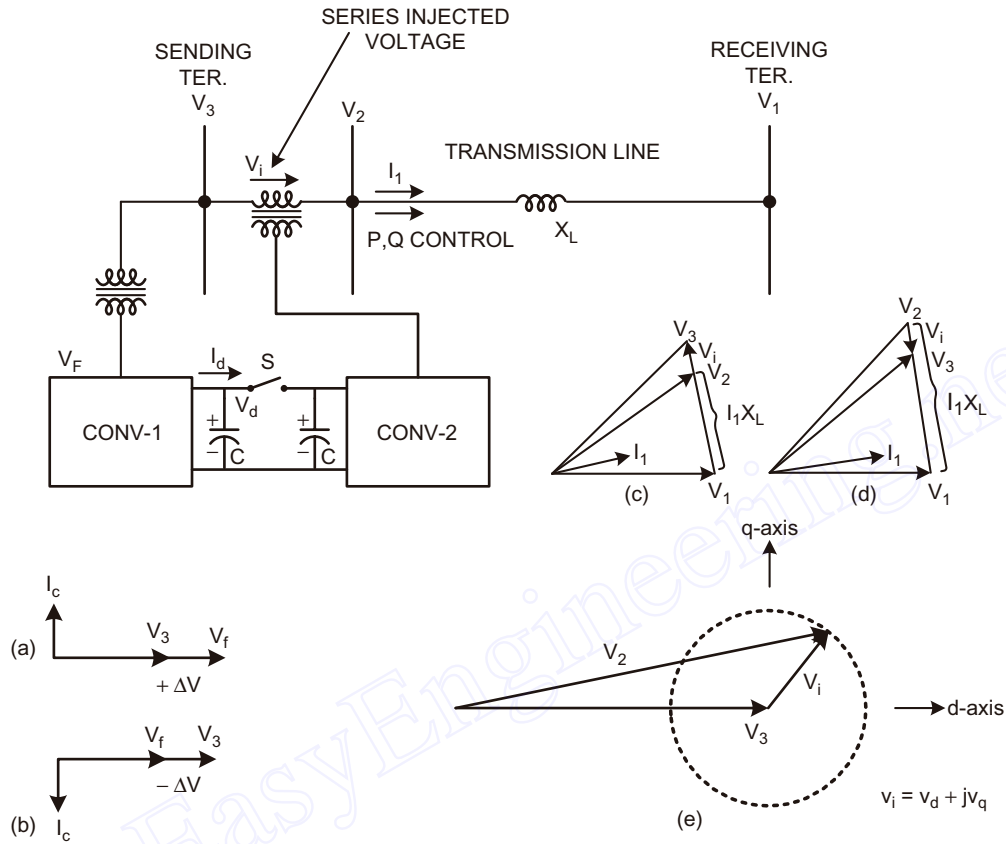 SERIES INJECTED
VOLTAGE
SENDING
TER.
V3
V2
RECEIVING
TER.
V1
Vi
I1
TRANSMISSION LINE
P,Q CONTROL
XL
VF
Id
S
Vd
CONV-1
+
−
C
+
−
C
CONV-2
V3
Vi
V2
I1XL
I1
V1
(c)
V2
Vi
V3
I1XL
I1
V1
(d)
q-axis
Ic
(a)
V3
Vf
+ ΔV
V2
Vi
V3
d-axis
Vf
V3
− ΔV
(b)
Ic
(e)
vi = vd + jvq
EasyEngineering.ne